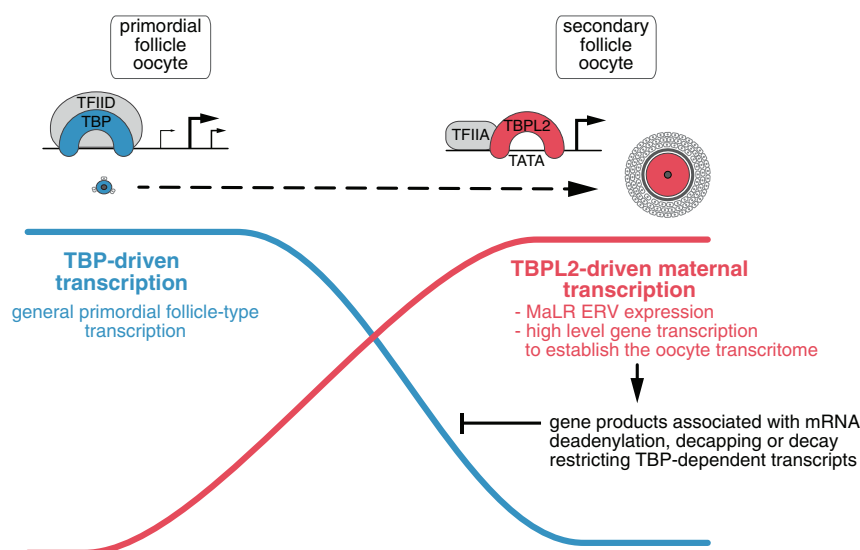 primordial
follicle
oocyte
secondary
follicle
oocyte
TFIID
TBP
TFIIA
TBPL2
TATA
TBP-driven
transcription
general primordial follicle-type
transcription
TBPL2-driven maternal
transcription
- MaLR ERV expression
- high level gene transcription
to establish the oocyte transcritome
gene products associated with mRNA
deadenylation, decapping or decay
restricting TBP-dependent transcripts